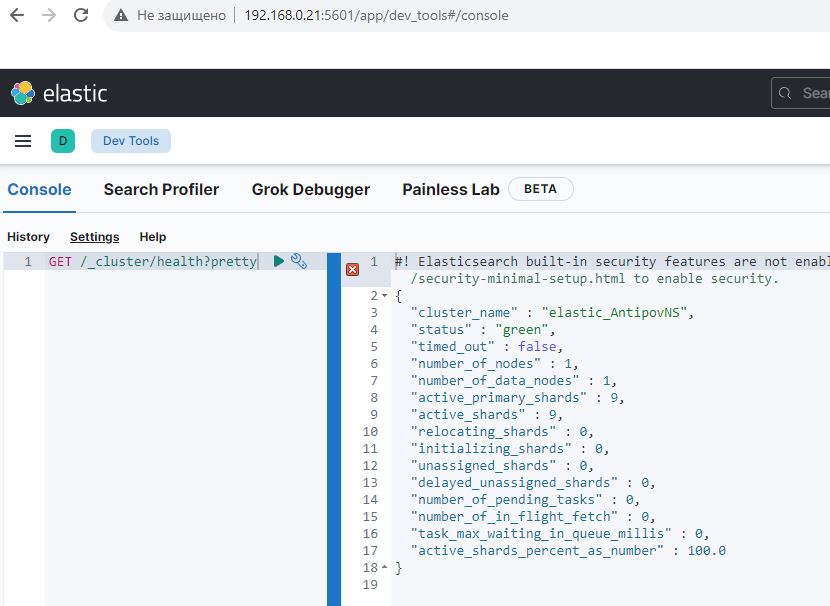 Не защищено 192.168.0.21:5601/app/dev_tools#/console
elastic
D Dev Tools
Console Search Profiler Grok Debugger Painless Lab BETA
History Settings Help
1 GET /_cluster/health?pretty
1 #! Elasticsearch built-in security features are not
/security-minimal-setup.html to enable security.
2 {
3 "cluster_name" : "elastic_AntipovNS",
4 "status" : "green",
5 "timed_out" : false,
6 "number_of_nodes" : 1,
7 "number_of_data_nodes" : 1,
8 "active_primary_shards" : 9,
9 "active_shards" : 9,
10 "relocating_shards" : 0,
11 "initializing_shards" : 0,
12 "unassigned_shards" : 0,
13 "delayed_unassigned_shards" : 0,
14 "number_of_pending_tasks" : 0,
15 "number_of_in_flight_fetch" : 0,
16 "task_max_waiting_in_queue_millis" : 0,
17 "active_shards_percent_as_number" : 100.0
18 }
19